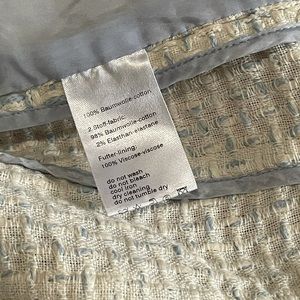 100% Baumwolle-cotton
2.Stoff-fabric:
98% Baumwolle-cotton
2% Elasthan-elastane
Futter-lining:
100% Viscose-viscose
do not wash
do not bleach
cool iron
dry cleaning
do not tumble dry